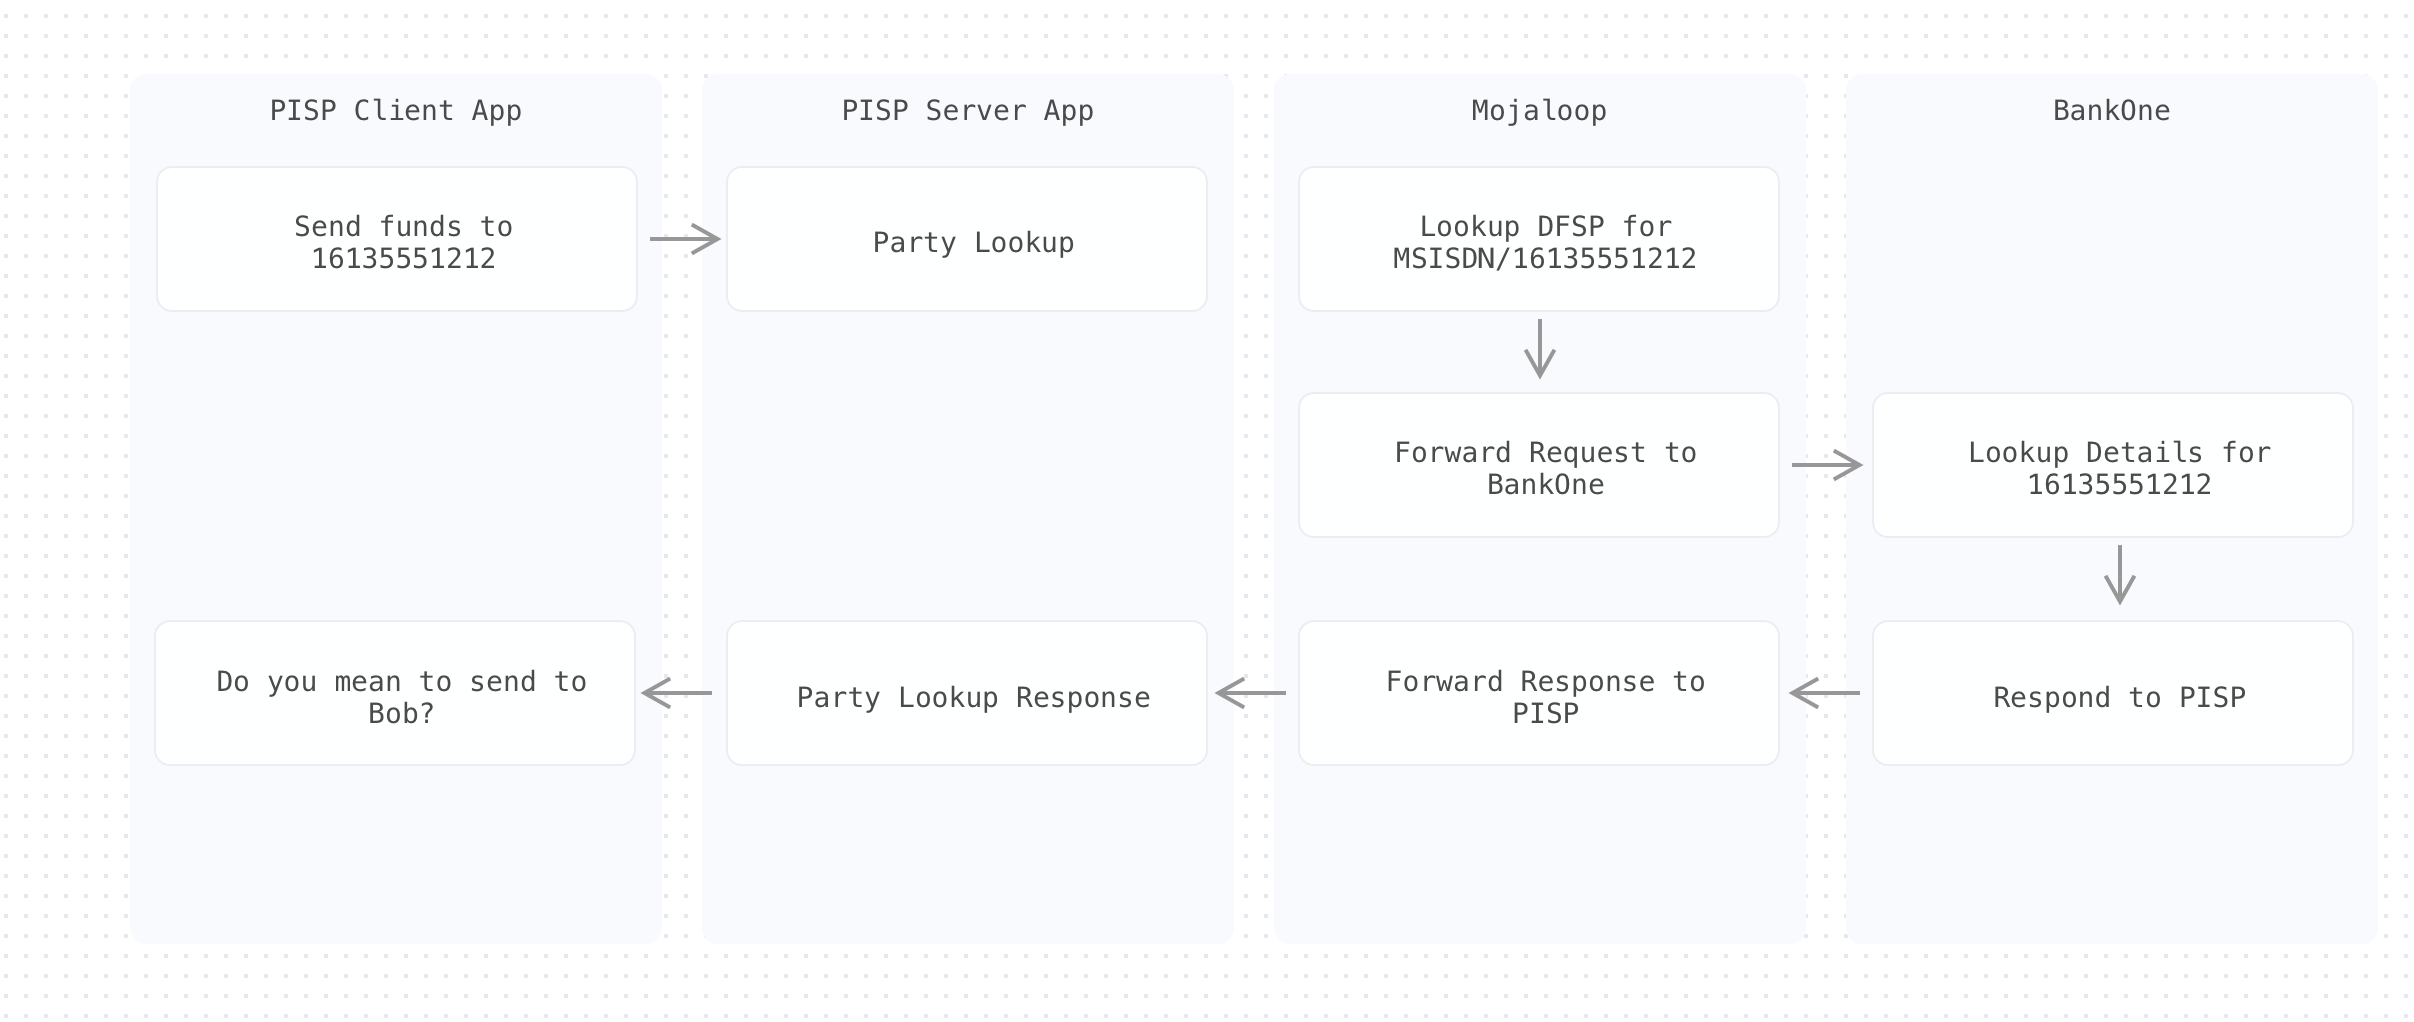 PISP Client App
PISP Server App
Mojaloop
BankOne
Send funds to
16135551212
Party Lookup
Lookup DFSP for
MSISDN/16135551212
Forward Request to
BankOne
Lookup Details for
16135551212
Do you mean to send to
Bob?
Party Lookup Response
Forward Response to
PISP
Respond to PISP